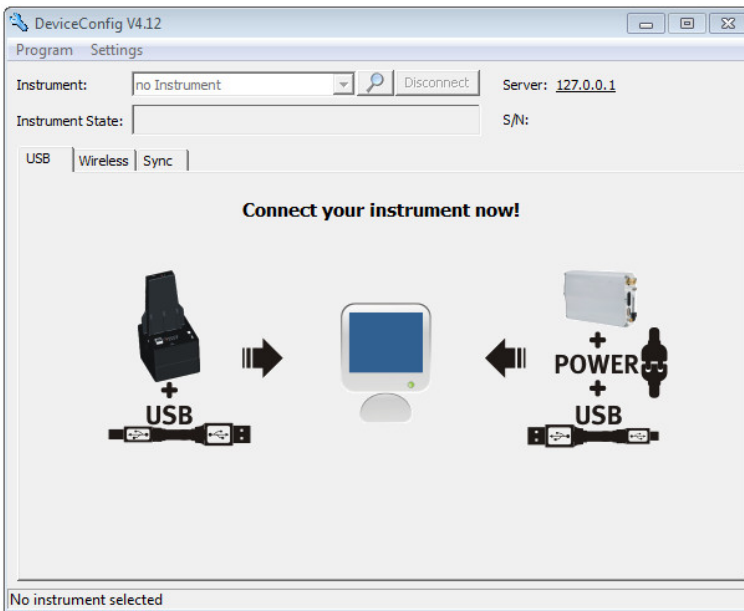 DeviceConfig V4.12
Program Settings
Instrument: no Instrument Disconnect Server: 127.0.0.1
Instrument State: S/N:
USB Wireless Sync
Connect your instrument now!
+
POWER
+
+
USB USB
No instrument selected